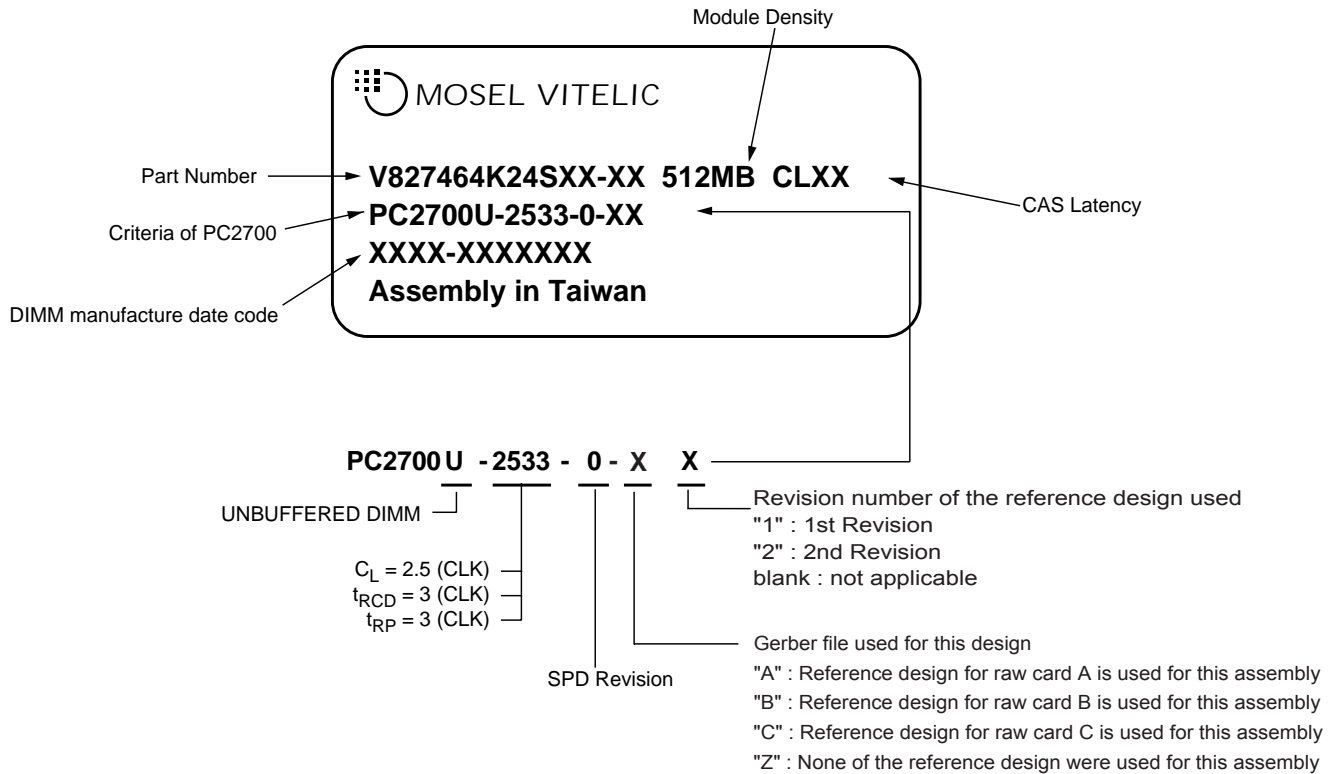 Module Density
MOSEL VITELIC
Part Number
V827464K24SXX-XX 512MB CLXX
CAS Latency
Criteria of PC2700
PC2700U-2533-0-XX
XXXX-XXXXXXX
DIMM manufacture date code
Assembly in Taiwan
PC2700 U - 2533 - 0 - X X
UNBUFFERED DIMM
CL = 2.5 (CLK)
tRCD = 3 (CLK)
tRP = 3 (CLK)
SPD Revision
Revision number of the reference design used
"1" : 1st Revision
"2" : 2nd Revision
blank : not applicable
Gerber file used for this design
"A" : Reference design for raw card A is used for this assembly
"B" : Reference design for raw card B is used for this assembly
"C" : Reference design for raw card C is used for this assembly
"Z" : None of the reference design were used for this assembly